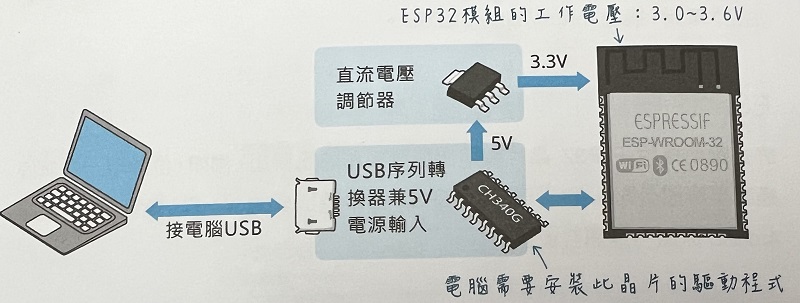 ESP32模組的工作電壓：3.0~3.6V
直流電壓
調節器
3.3V
ESPRESSIF
ESP-WROOM-32
WiFi CE0890
5V
USB序列轉
換器兼5V
電源輸入
CH340G
接電腦USB
電腦需要安裝此晶片的驅動程式